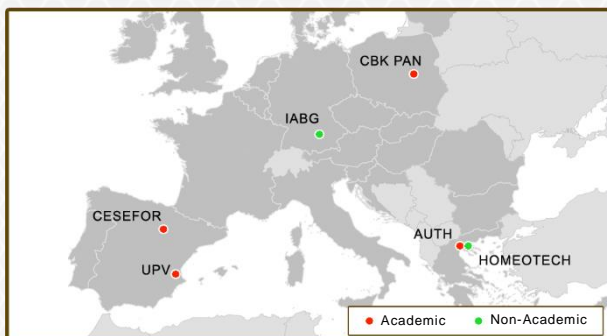 CBK PAN
IABG
CESEFOR
UPV
AUTH
HOMEOTECH
Academic
Non-Academic